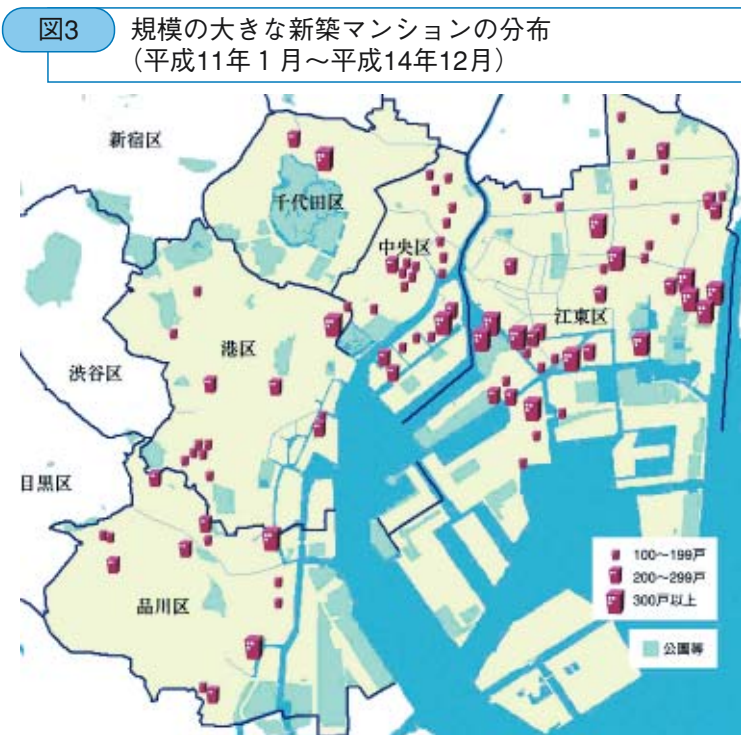 図3
規模の大きな新築マンションの分布
(平成11年1月〜平成14年12月)
新宿区
千代田区
中央区
江東区
港区
渋谷区
目黒区
品川区
100〜199戸
200〜299戸
300戸以上
公園等